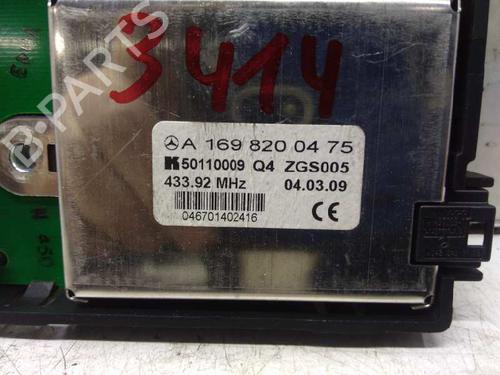 B-PARTS
3414
A 169 820 04 75
K 50110009 Q4 ZGS005
433.92 MHz 04.03.09
046701402416
CE